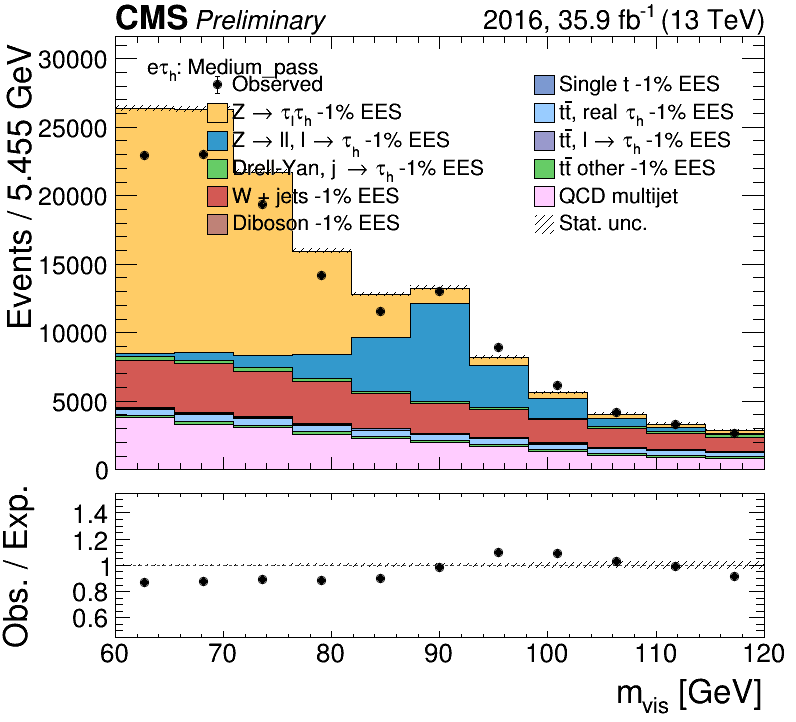 CMS Preliminary 2016, 35.9 fb⁻¹ (13 TeV)
Events / 5.455 GeV
30000
25000
20000
15000
10000
5000
0
eτₕ: Medium_pass
Observed
Z → τₗτₕ -1% EES
Z → ll, l → τₕ -1% EES
Drell-Yan, j → τₕ -1% EES
W + jets -1% EES
Diboson -1% EES
Single t -1% EES
tt̄, real τₕ -1% EES
tt̄, l → τₕ -1% EES
tt̄ other -1% EES
QCD multijet
Stat. unc.
Obs. / Exp.
1.4
1.2
1
0.8
0.6
60 70 80 90 100 110 120
m_vis [GeV]